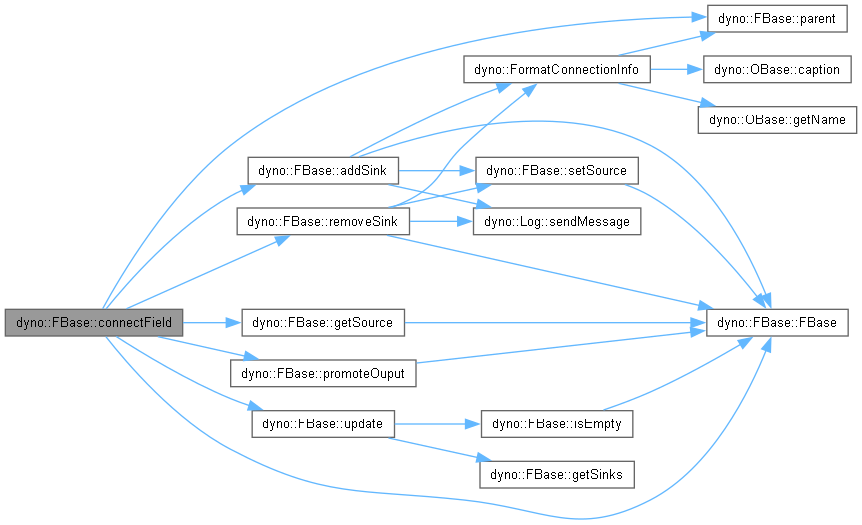 dyno::FBase::parent
dyno::FormatConnectionInfo
dyno::OBase::caption
dyno::OBase::getName
dyno::FBase::addSink
dyno::FBase::setSource
dyno::FBase::removeSink
dyno::Log::sendMessage
dyno::FBase::connectField
dyno::FBase::getSource
dyno::FBase::FBase
dyno::FBase::promoteOuput
dyno::FBase::update
dyno::FBase::isEmpty
dyno::FBase::getSinks